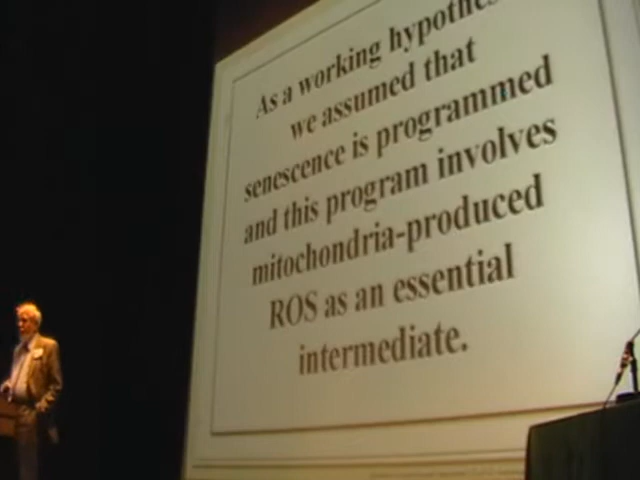 As a working hypothes
we assumed that
senescence is programmed
and this program involves
mitochondria-produced
ROS as an essential
intermediate.